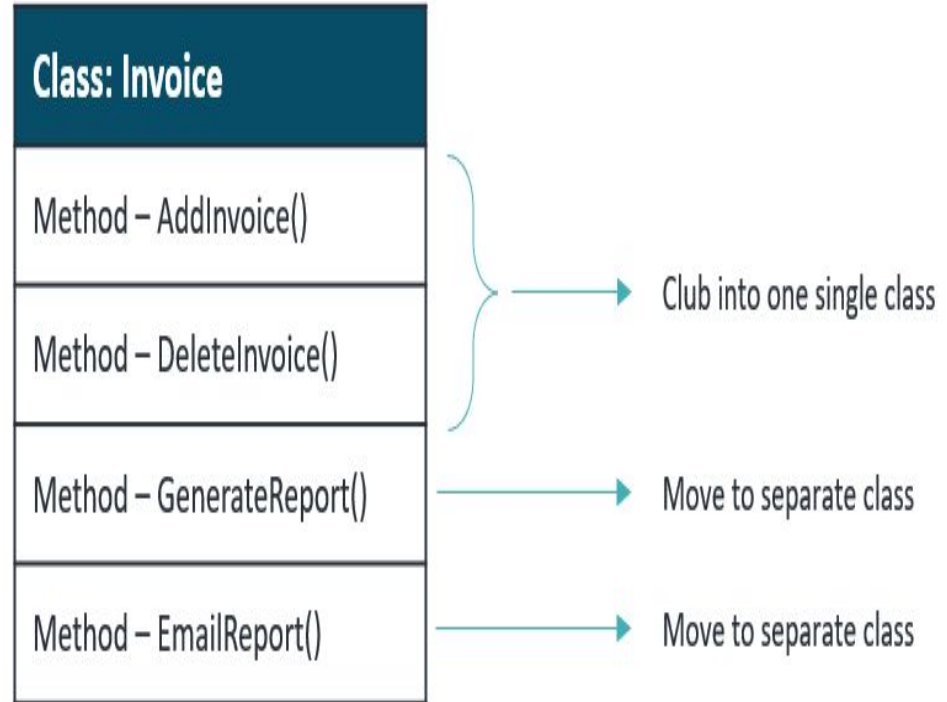 Class: Invoice
Method – AddInvoice()
Method – DeleteInvoice()
Club into one single class
Method – GenerateReport()
Move to separate class
Method – EmailReport()
Move to separate class